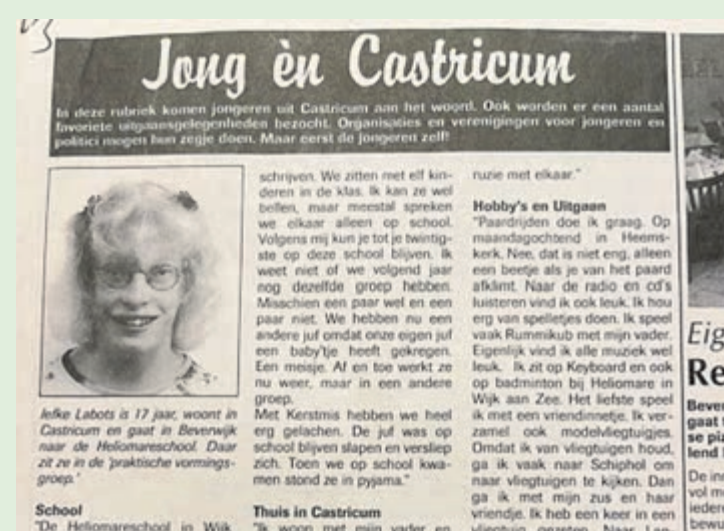 Jong èn Castricum
In deze rubriek komen jongeren uit Castricum aan het woord. Ook worden er een aantal
favoriete uitgaansgelegenheden bezocht. Organisaties en verenigingen voor jongeren en
politici mogen hun zegje doen. Maar eerst de jongeren zelf!
Iefke Labots is 17 jaar, woont in
Castricum en gaat in Beverwijk
naar de Heliomareschool. Daar
zit ze in de 'praktische vormings-
groep.'
School
"De Heliomareschool in Wijk
schrijven. We zitten met elf kin-
deren in de klas. Ik kan ze wel
bellen, maar meestal spreken
we elkaar alleen op school.
Volgens mij kun je tot je twintig-
ste op deze school blijven. Ik
weet niet of we volgend jaar
nog dezelfde groep hebben.
Misschien een paar wel en een
paar niet. We hebben nu een
andere juf omdat onze eigen juf
een baby'tje heeft gekregen.
Een meisje. Af en toe werkt ze
nu weer, maar in een andere
groep.
Met Kerstmis hebben we heel
erg gelachen. De juf was op
school blijven slapen en versliep
zich. Toen we op school kwa-
men stond ze in pyjama."
Thuis in Castricum
"Ik woon met mijn vader en
ruzie met elkaar."
Hobby's en Uitgaan
"Paardrijden doe ik graag. Op
maandagochtend in Heems-
kerk. Nee, dat is niet eng, alleen
een beetje als je van het paard
afklimt. Naar de radio en cd's
luisteren vind ik ook leuk. Ik hou
erg van spelletjes doen. Ik speel
vaak Rummikub met mijn vader.
Eigenlijk vind ik alle muziek wel
leuk. Ik zit op Keyboard en ook
op badminton bij Heliomare in
Wijk aan Zee. Het liefste speel
ik met een vriendinnetje. Ik ver-
zamel ook modelvliegtuigjes.
Omdat ik van vliegtuigen houd,
ga ik vaak naar Schiphol om
naar vliegtuigen te kijken. Dan
ga ik met mijn zus en haar
vriendje. Ik heb een keer in een
vliegtuig gezeten. Naar
Eig
Re
Bever
gaat
se piz
lend
De inr
vol m
ieder
bewa